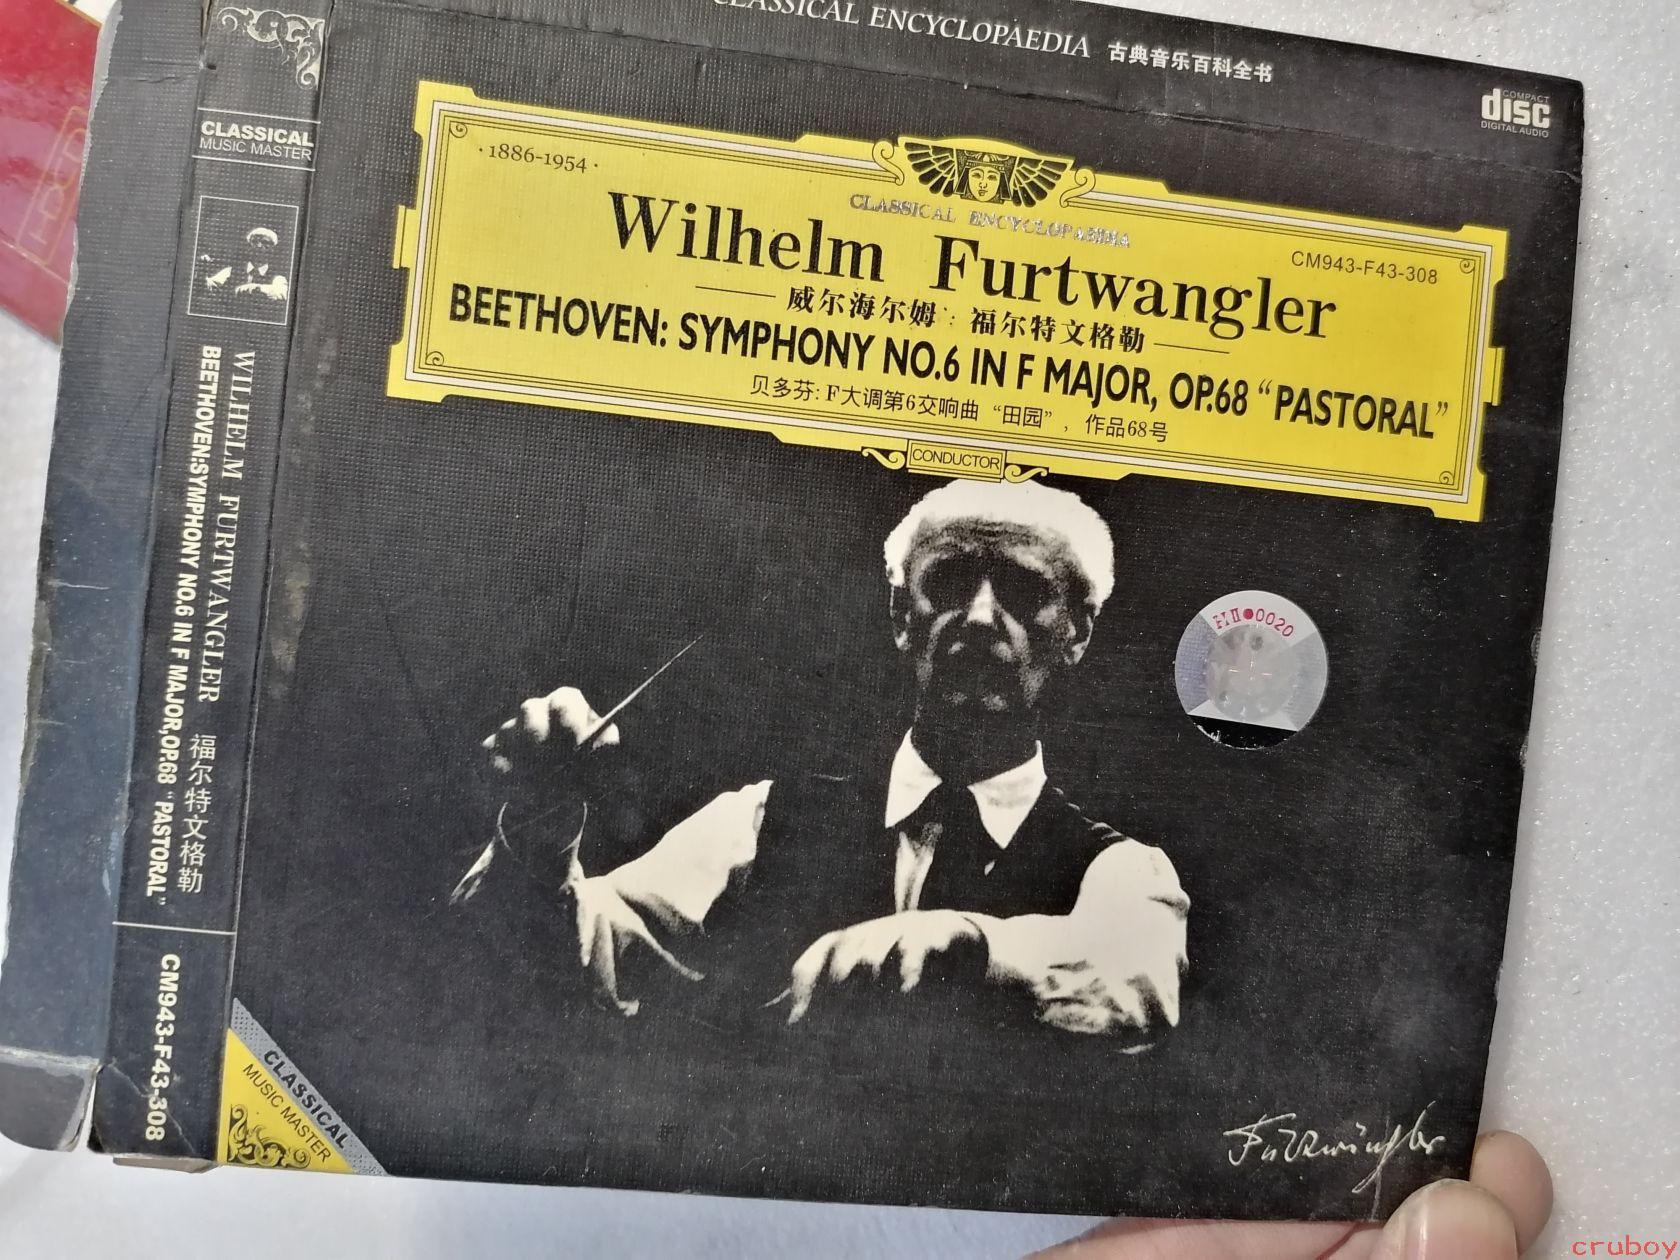 CLASSICAL ENCYCLOPAEDIA 古典音乐百科全书
COMPACT
disc
DIGITAL AUDIO
·1886-1954·
CLASSICAL ENCYCLOPAEDIA
CM943-F43-308
Wilhelm Furtwangler
威尔海尔姆·福尔特文格勒
BEETHOVEN: SYMPHONY NO.6 IN F MAJOR, OP.68 “PASTORAL”
贝多芬: F大调第6交响曲“田园”, 作品68号
CONDUCTOR
0020
Furtwängler
CLASSICAL
MUSIC MASTER
CLASSICAL
MUSIC MASTER
WILHELM FURTWANGLER 福尔特文格勒
BEETHOVEN:SYMPHONY NO.6 IN F MAJOR,OP.68 “PASTORAL”
CM943-F43-308
cruboy